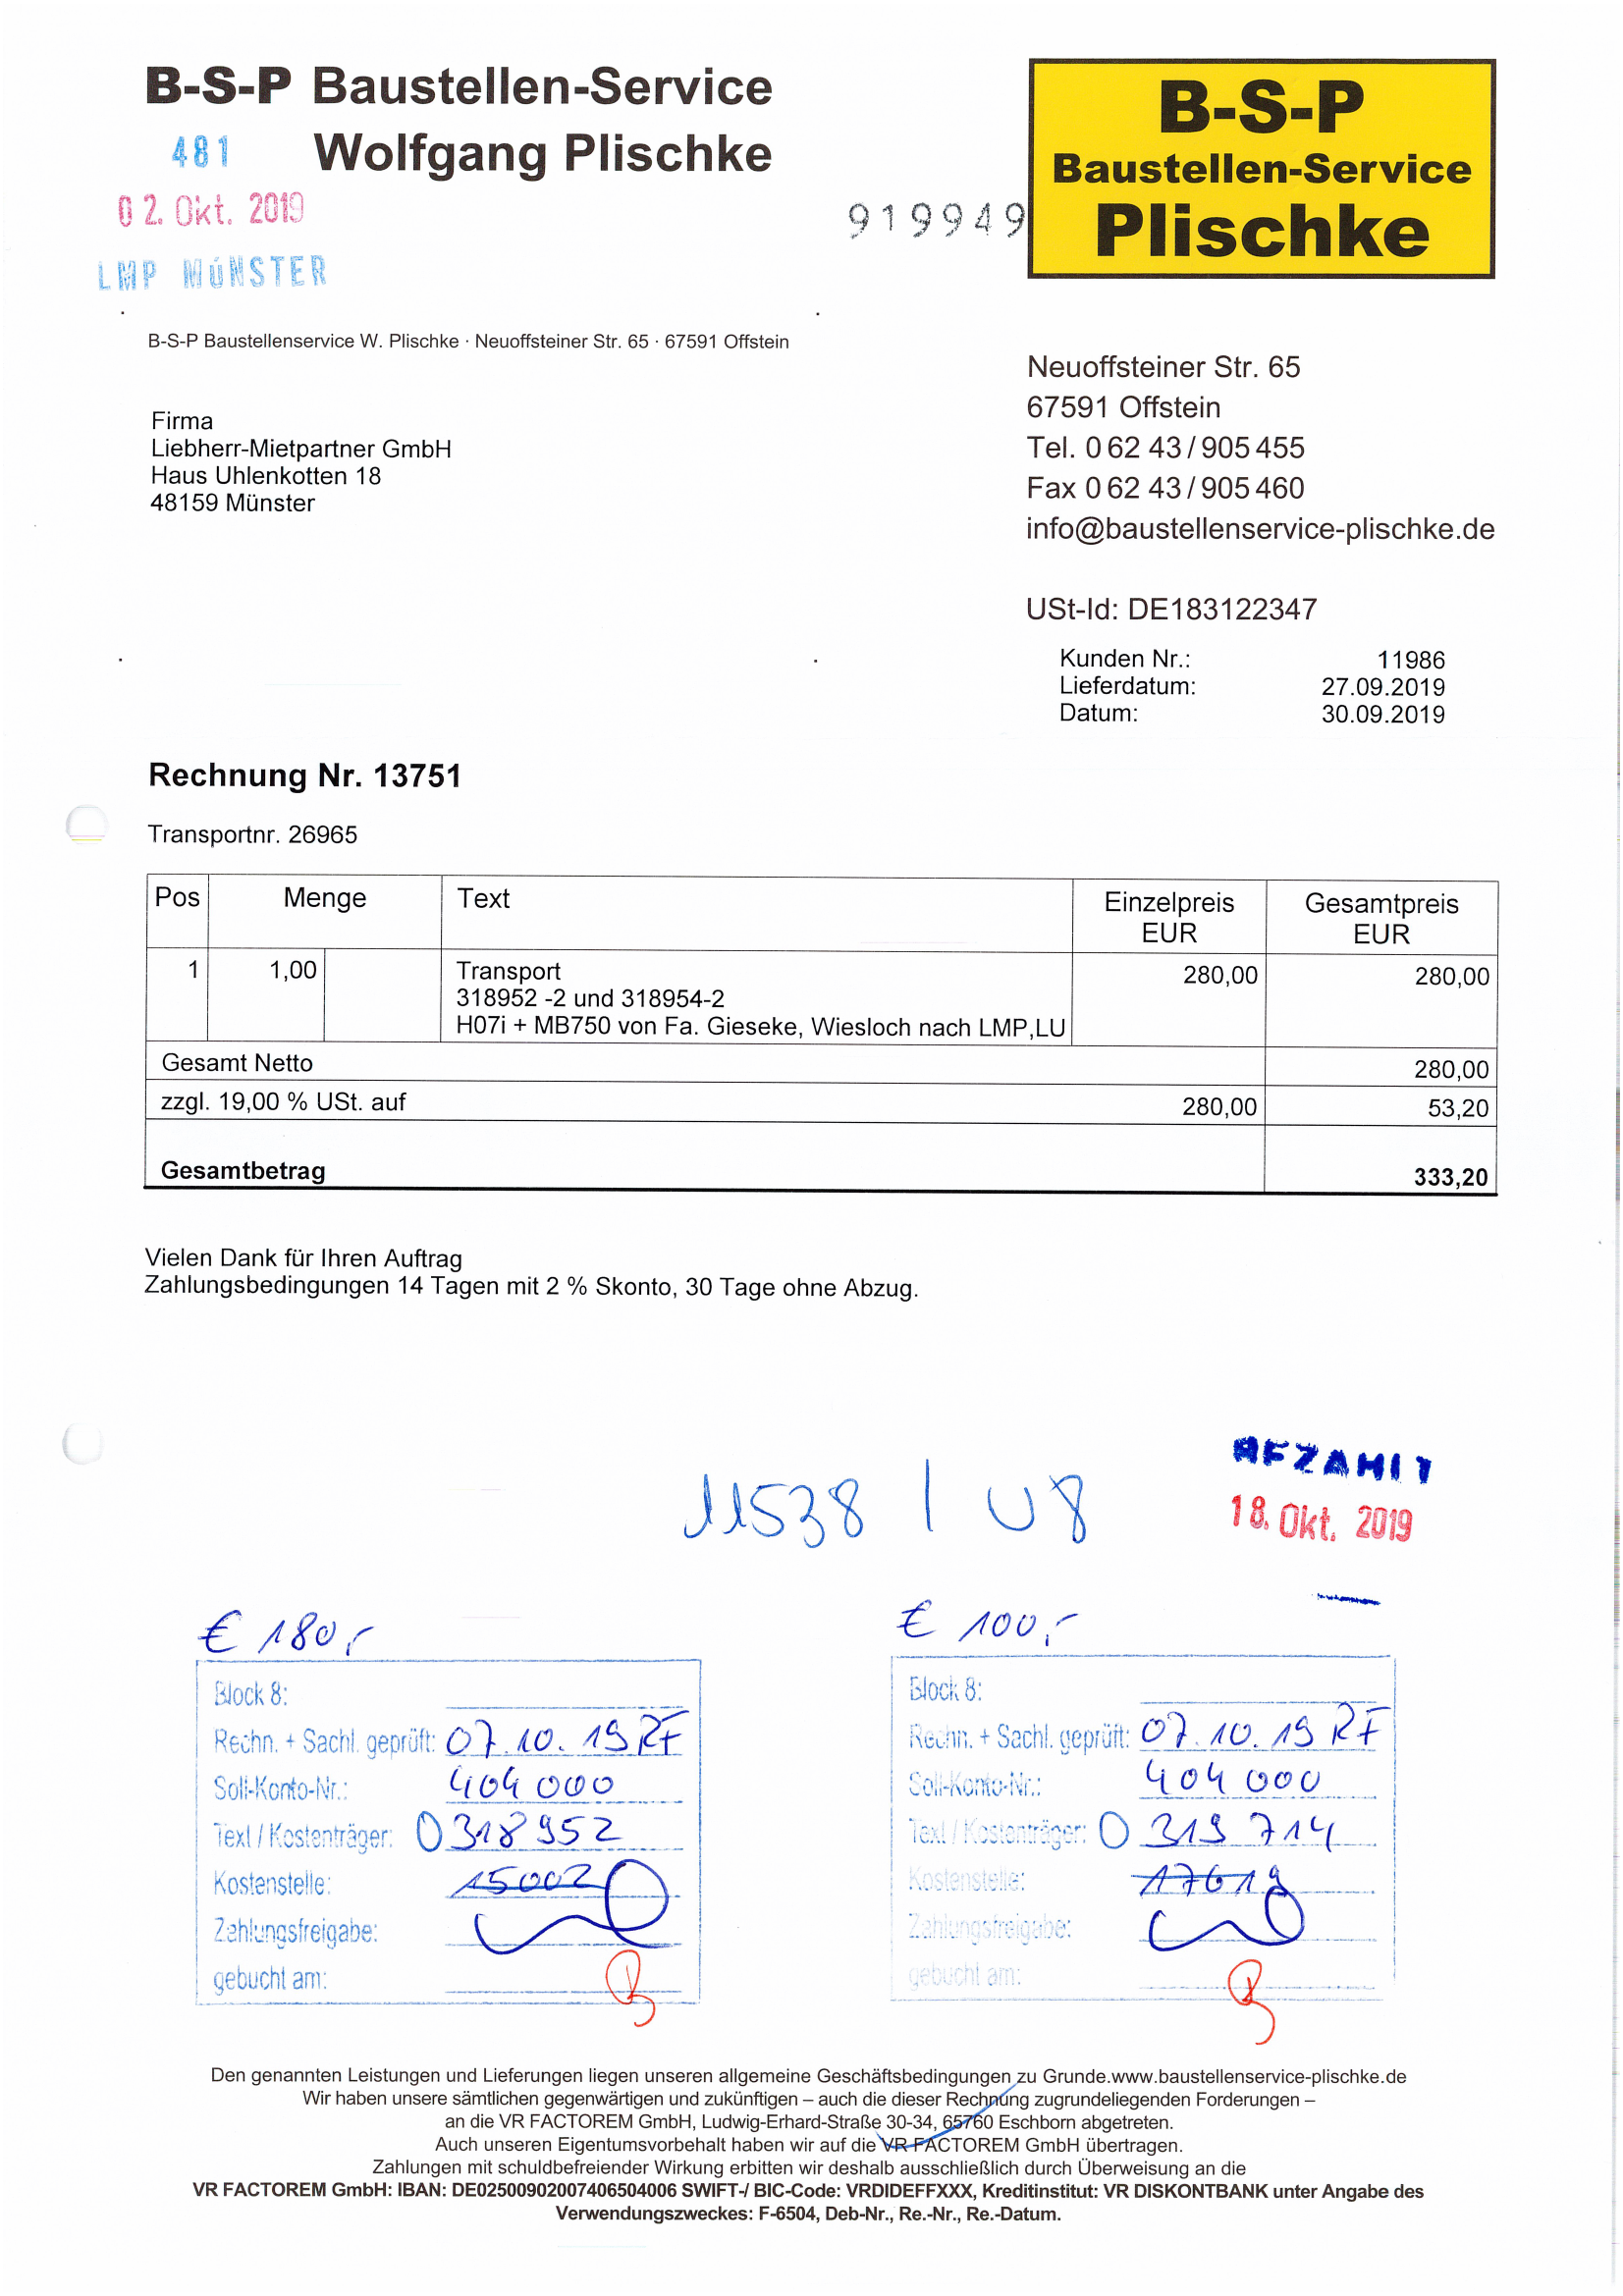 B-S-P Baustellen-Service
Wolfgang Plischke
481
02. Okt. 2019
LMP MÚNSTER
919949
B-S-P
Baustellen-Service
Plischke
B-S-P Baustellenservice W. Plischke · Neuoffsteiner Str. 65 · 67591 Offstein
Neuoffsteiner Str. 65
67591 Offstein
Tel. 0 62 43 / 905 455
Fax 0 62 43 / 905 460
info@baustellenservice-plischke.de
Firma
Liebherr-Mietpartner GmbH
Haus Uhlenkotten 18
48159 Münster
USt-Id: DE183122347
Kunden Nr.: 11986
Lieferdatum: 27.09.2019
Datum: 30.09.2019
Rechnung Nr. 13751
Transportnr. 26965
Pos Menge Text Einzelpreis EUR Gesamtpreis EUR
1 1,00 Transport 280,00 280,00
318952 -2 und 318954-2
H07i + MB750 von Fa. Gieseke, Wiesloch nach LMP,LU
Gesamt Netto 280,00
zzgl. 19,00 % USt. auf 280,00 53,20
Gesamtbetrag 333,20
Vielen Dank für Ihren Auftrag
Zahlungsbedingungen 14 Tagen mit 2 % Skonto, 30 Tage ohne Abzug.
BEZAHLT
18. Okt. 2019
11538 / U8
€ 180,-
Block 8:
Rechn. + Sachl. geprüft: 07.10.19 RF
Soll-Konto-Nr.: 404 000
Text / Kostenträger: 0 318 952
Kostenstelle: 15002
Zahlungsfreigabe:
gebucht am:
€ 100,-
Block 8:
Rechn. + Sachl. geprüft: 07.10.19 RF
Soll-Konto-Nr.: 404 000
Text / Kostenträger: 0 319 714
Kostenstelle: 17619
Zahlungsfreigabe:
gebucht am:
Den genannten Leistungen und Lieferungen liegen unseren allgemeine Geschäftsbedingungen zu Grunde.www.baustellenservice-plischke.de
Wir haben unsere sämtlichen gegenwärtigen und zukünftigen – auch die dieser Rechnung zugrundeliegenden Forderungen –
an die VR FACTOREM GmbH, Ludwig-Erhard-Straße 30-34, 65760 Eschborn abgetreten.
Auch unseren Eigentumsvorbehalt haben wir auf die VR FACTOREM GmbH übertragen.
Zahlungen mit schuldbefreiender Wirkung erbitten wir deshalb ausschließlich durch Überweisung an die
VR FACTOREM GmbH: IBAN: DE02500902007406504006 SWIFT-/ BIC-Code: VRDIDEFFXXX, Kreditinstitut: VR DISKONTBANK unter Angabe des
Verwendungszweckes: F-6504, Deb-Nr., Re.-Nr., Re.-Datum.